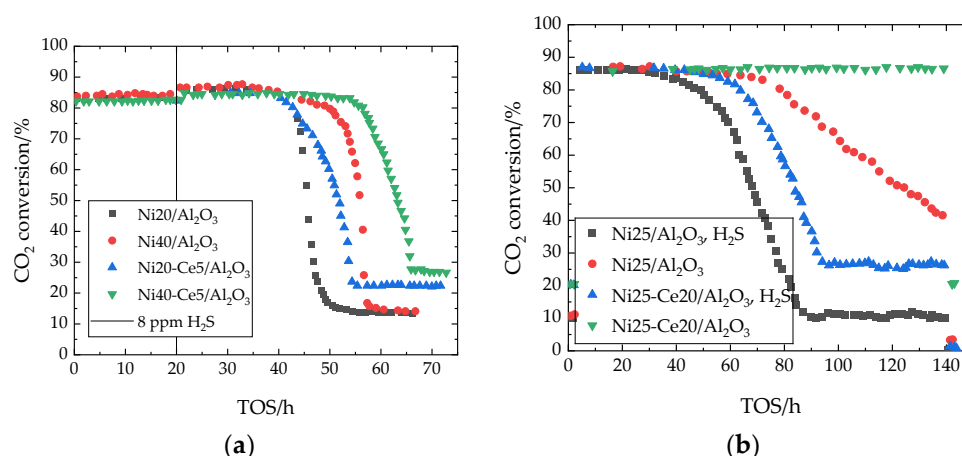 100
90
80
70
60
50
40
30
20
10
0
CO₂ conversion/%
Ni20/Al₂O₃
Ni40/Al₂O₃
Ni20-Ce5/Al₂O₃
Ni40-Ce5/Al₂O₃
8 ppm H₂S
0 10 20 30 40 50 60 70
TOS/h
(a)
100
90
80
70
60
50
40
30
20
10
0
CO₂ conversion/%
Ni25/Al₂O₃, H₂S
Ni25/Al₂O₃
Ni25-Ce20/Al₂O₃, H₂S
Ni25-Ce20/Al₂O₃
0 20 40 60 80 100 120 140
TOS/h
(b)